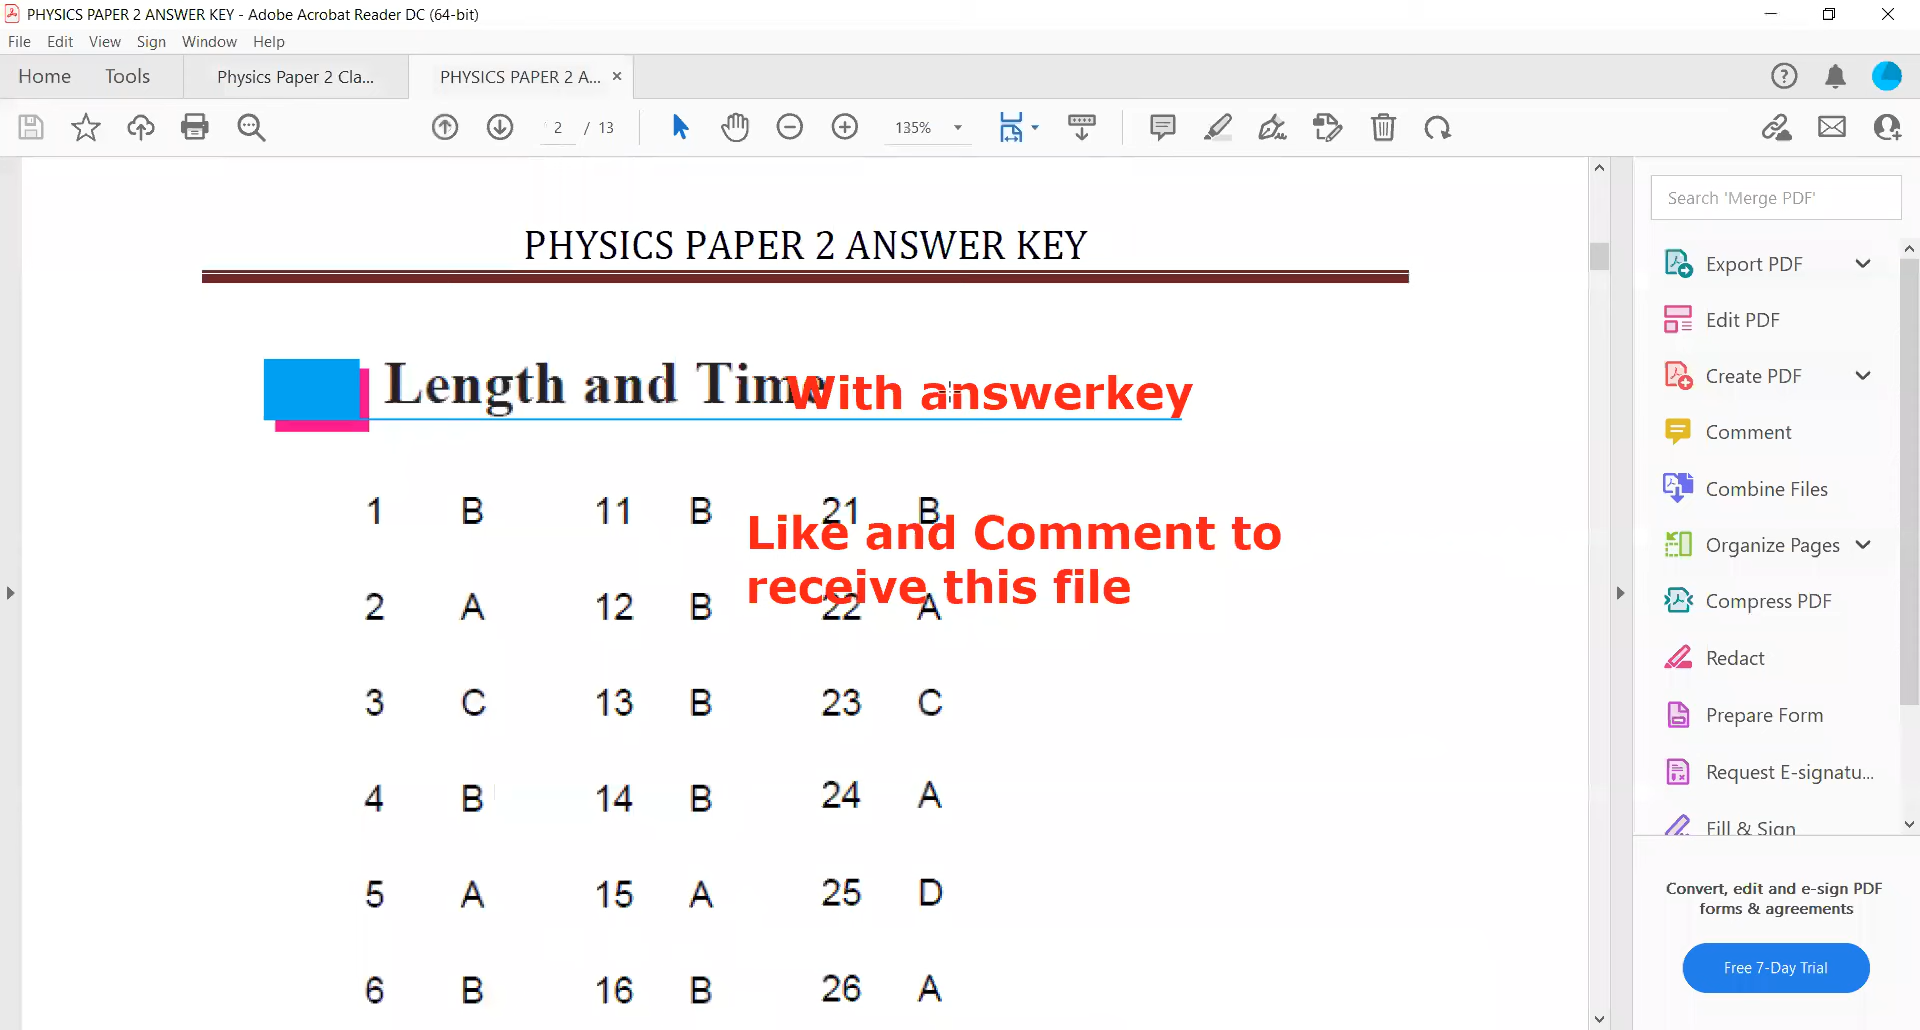 PHYSICS PAPER 2 ANSWER KEY - Adobe Acrobat Reader DC (64-bit)
File Edit View Sign Window Help
Home Tools Physics Paper 2 Cla... PHYSICS PAPER 2 A... ×
2 / 13 135%
Search 'Merge PDF'
PHYSICS PAPER 2 ANSWER KEY
Length and Time
With answerkey
1 B 11 B 21 B
Like and Comment to
receive this file
2 A 12 B 22 A
3 C 13 B 23 C
4 B 14 B 24 A
5 A 15 A 25 D
6 B 16 B 26 A
Export PDF
Edit PDF
Create PDF
Comment
Combine Files
Organize Pages
Compress PDF
Redact
Prepare Form
Request E-signatu...
Fill & Sign
Convert, edit and e-sign PDF
forms & agreements
Free 7-Day Trial